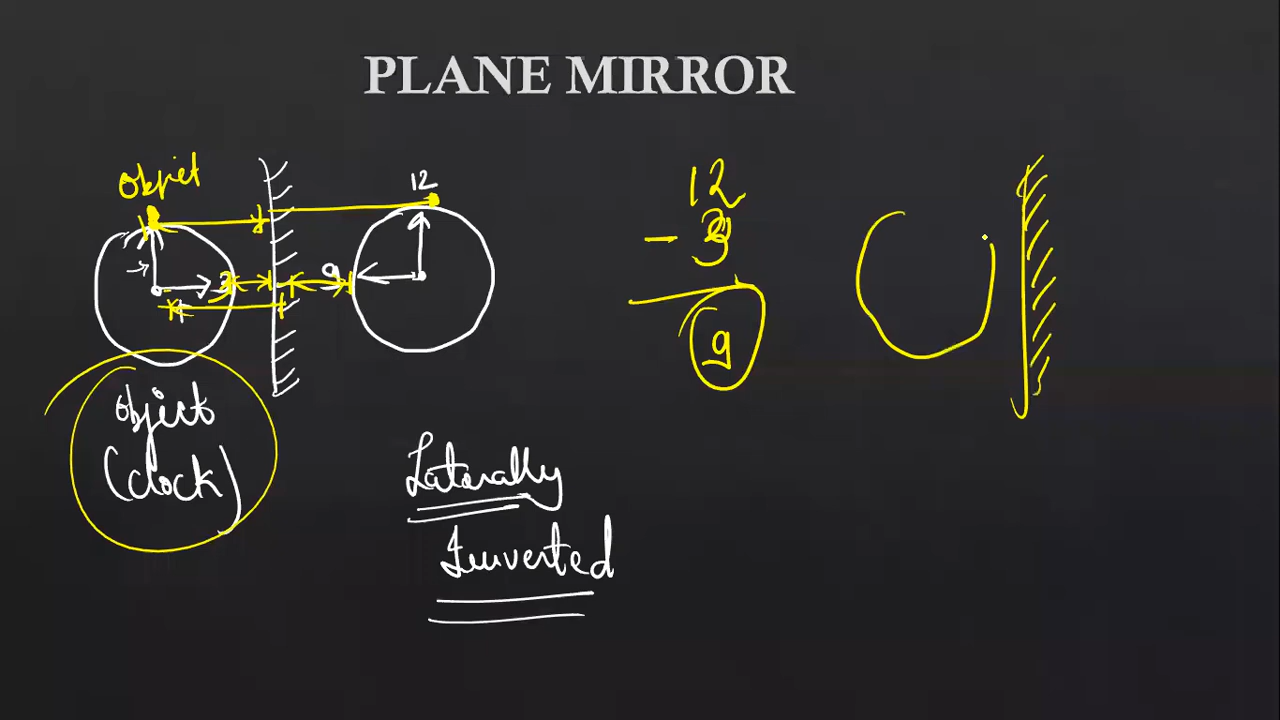 PLANE MIRROR
Object
12
3
9
12
- 3
9
object
(clock)
Laterally
Inverted